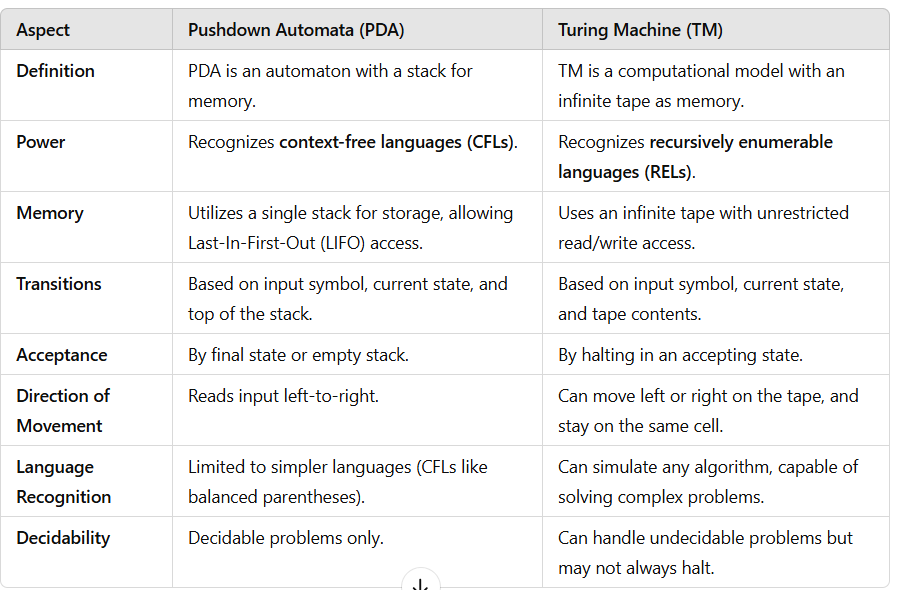 Aspect
Pushdown Automata (PDA)
Turing Machine (TM)
Definition
PDA is an automaton with a stack for
memory.
TM is a computational model with an
infinite tape as memory.
Power
Recognizes context-free languages (CFLs).
Recognizes recursively enumerable
languages (RELs).
Memory
Utilizes a single stack for storage, allowing
Last-In-First-Out (LIFO) access.
Uses an infinite tape with unrestricted
read/write access.
Transitions
Based on input symbol, current state, and
top of the stack.
Based on input symbol, current state,
and tape contents.
Acceptance
By final state or empty stack.
By halting in an accepting state.
Direction of
Movement
Reads input left-to-right.
Can move left or right on the tape, and
stay on the same cell.
Language
Recognition
Limited to simpler languages (CFLs like
balanced parentheses).
Can simulate any algorithm, capable of
solving complex problems.
Decidability
Decidable problems only.
Can handle undecidable problems but
may not always halt.